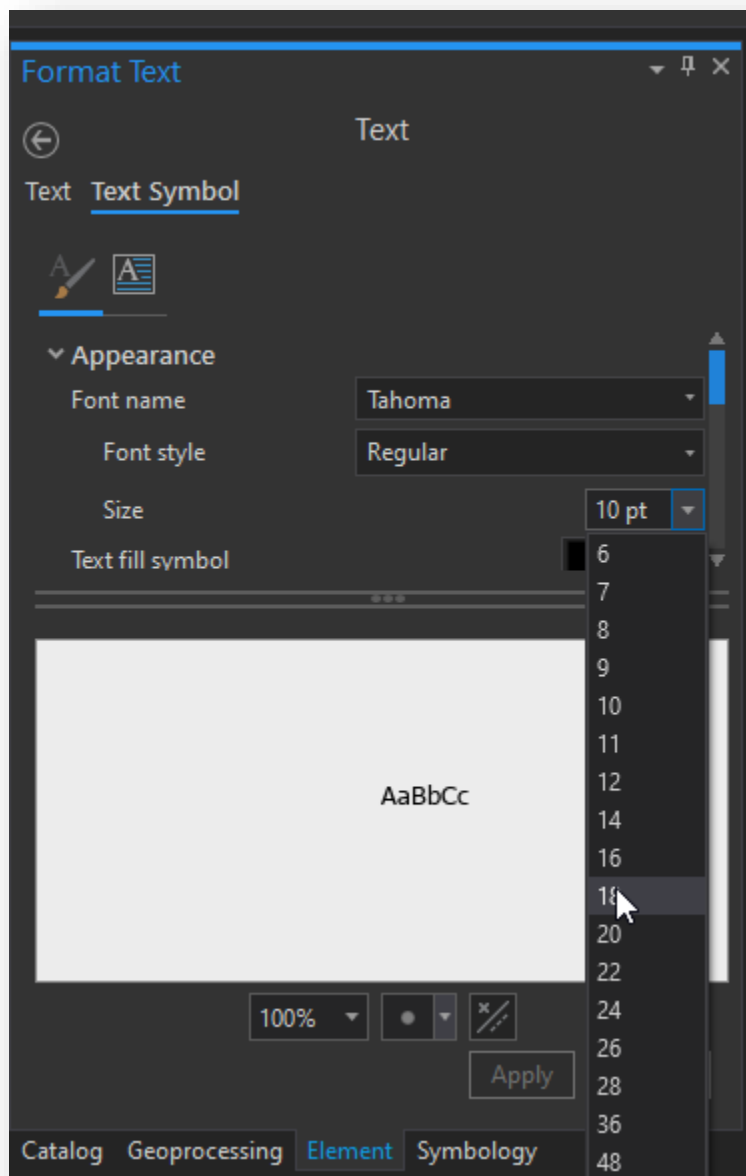 Format Text
Text
Text Text Symbol
A A
Appearance
Font name Tahoma
Font style Regular
Size 10 pt
Text fill symbol
6
7
8
9
10
11
12
14
16
18
20
22
24
26
28
36
48
AaBbCc
100%
Apply
Catalog Geoprocessing Element Symbology